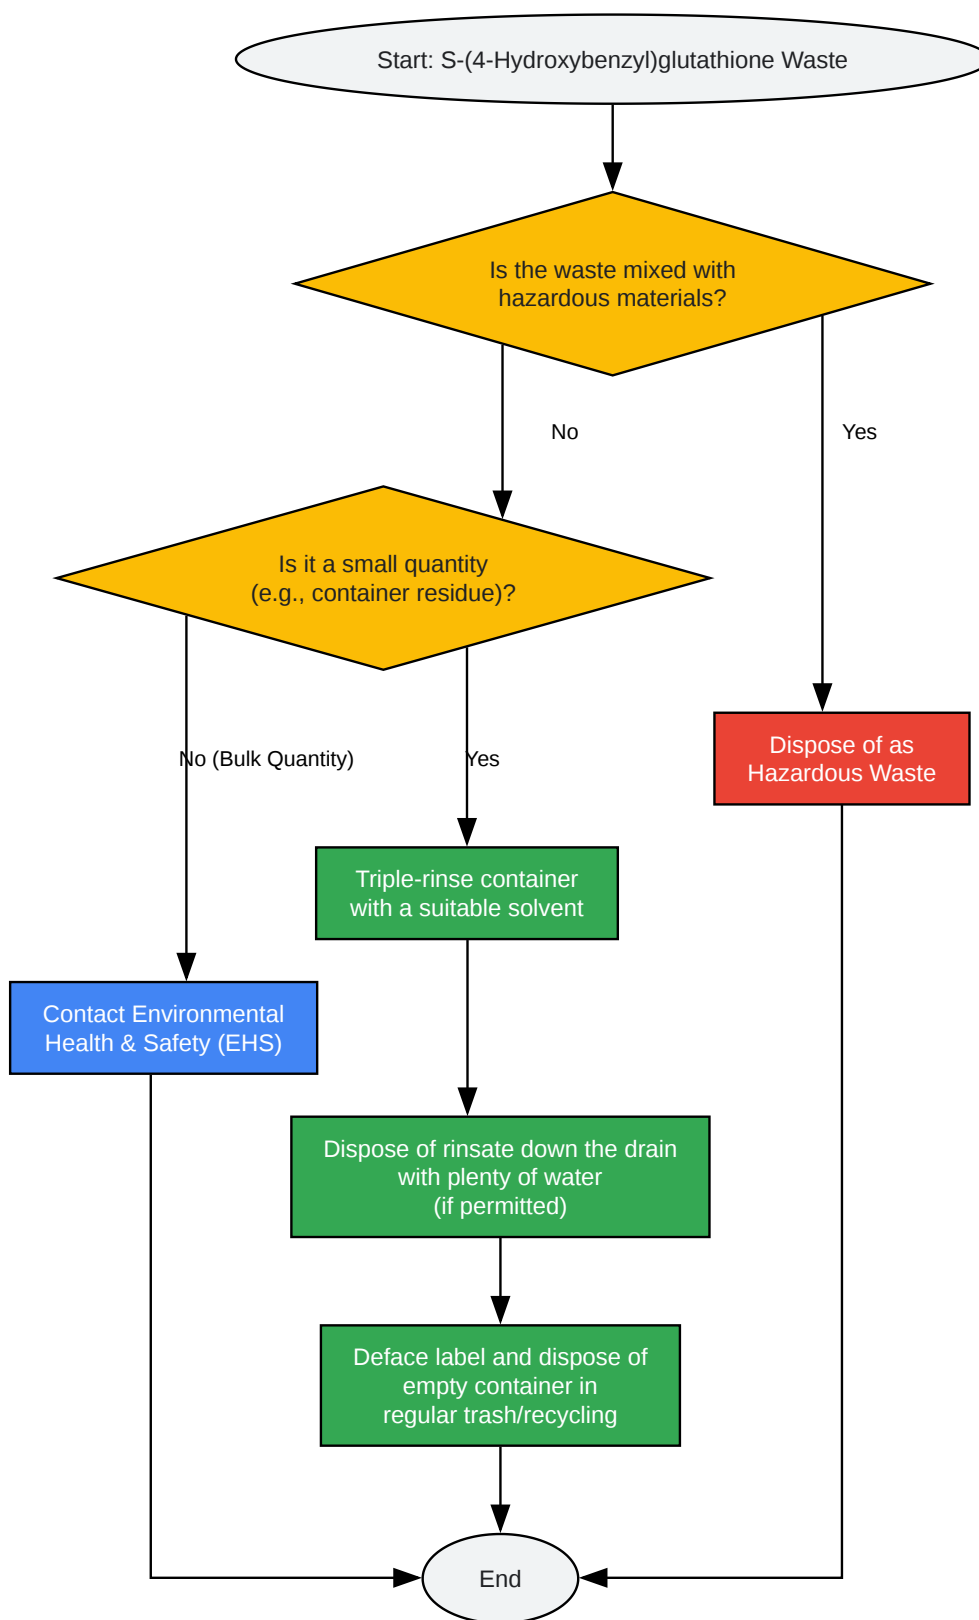 Start: S-(4-Hydroxybenzyl)glutathione Waste
Is the waste mixed with
hazardous materials?
No
Yes
Is it a small quantity
(e.g., container residue)?
No (Bulk Quantity)
Yes
Dispose of as
Hazardous Waste
Triple-rinse container
with a suitable solvent
Contact Environmental
Health & Safety (EHS)
Dispose of rinsate down the drain
with plenty of water
(if permitted)
Deface label and dispose of
empty container in
regular trash/recycling
End